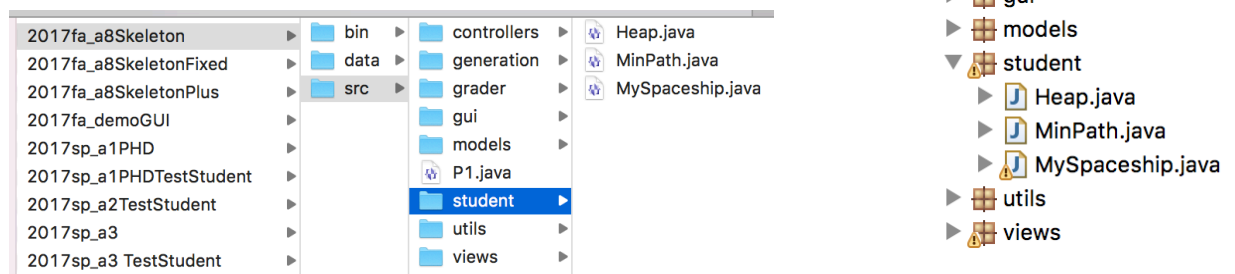 2017fa_a8Skeleton
2017fa_a8SkeletonFixed
2017fa_a8SkeletonPlus
2017fa_demoGUI
2017sp_a1PHD
2017sp_a1PHDTestStudent
2017sp_a2TestStudent
2017sp_a3
2017sp_a3 TestStudent
bin
data
src
controllers
generation
grader
gui
models
P1.java
student
utils
views
Heap.java
MinPath.java
MySpaceship.java
gui
models
student
Heap.java
MinPath.java
MySpaceship.java
utils
views